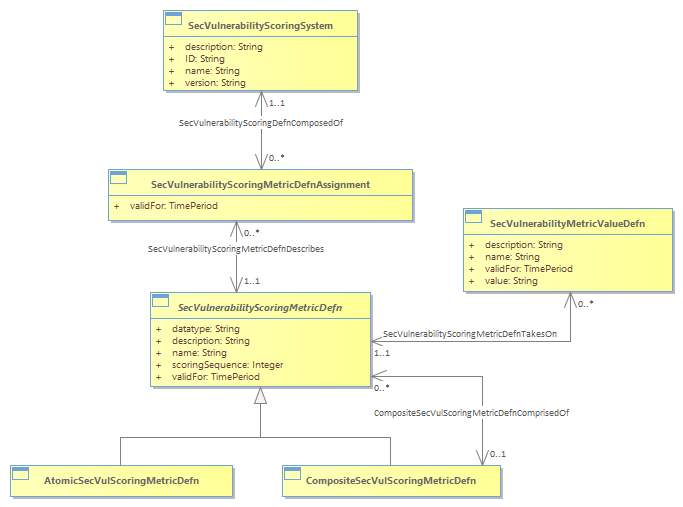 SecVulnerabilityScoringSystem
+ description: String
+ ID: String
+ name: String
+ version: String
1..1
SecVulnerabilityScoringDefnComposedOf
0..*
SecVulnerabilityScoringMetricDefnAssignment
+ validFor: TimePeriod
0..*
SecVulnerabilityScoringMetricDefnDescribes
1..1
SecVulnerabilityMetricValueDefn
+ description: String
+ name: String
+ validFor: TimePeriod
+ value: String
0..*
SecVulnerabilityScoringMetricDefnTakesOn
1..1
SecVulnerabilityScoringMetricDefn
+ datatype: String
+ description: String
+ name: String
+ scoringSequence: Integer
+ validFor: TimePeriod
0..*
CompositeSecVulScoringMetricDefnComprisedOf
0..1
AtomicSecVulScoringMetricDefn
CompositeSecVulScoringMetricDefn